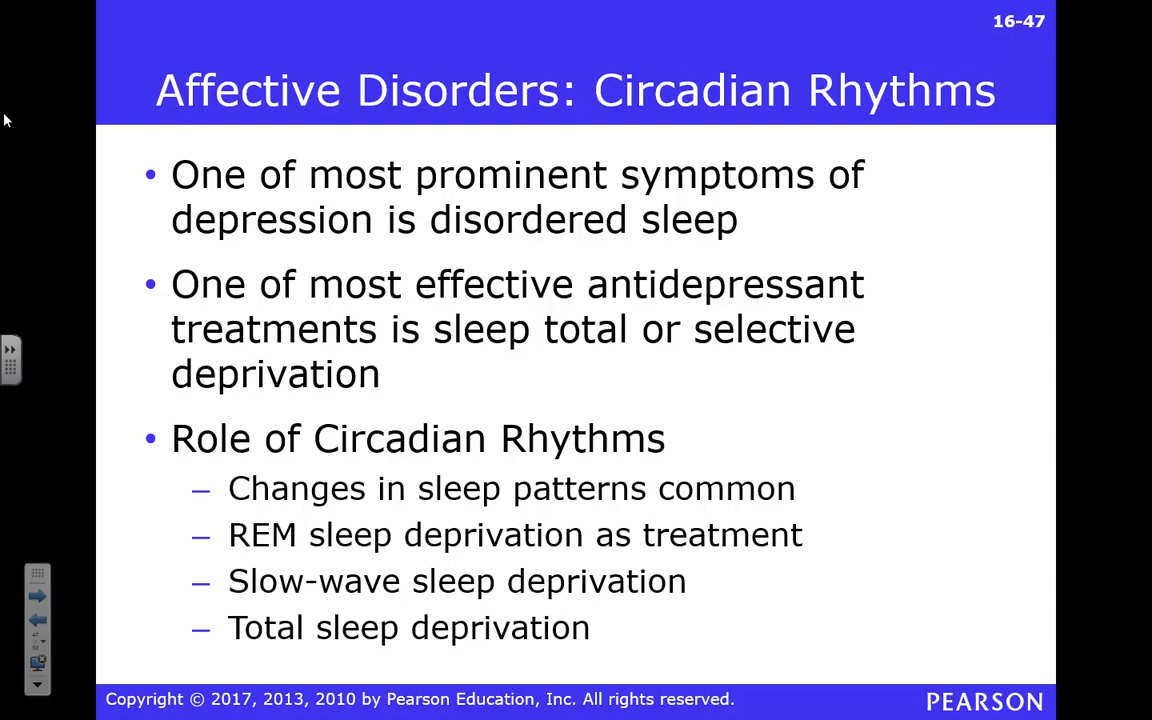 16-47
Affective Disorders: Circadian Rhythms
• One of most prominent symptoms of
depression is disordered sleep
• One of most effective antidepressant
treatments is sleep total or selective
deprivation
• Role of Circadian Rhythms
– Changes in sleep patterns common
– REM sleep deprivation as treatment
– Slow-wave sleep deprivation
– Total sleep deprivation
Copyright © 2017, 2013, 2010 by Pearson Education, Inc. All rights reserved.
PEARSON